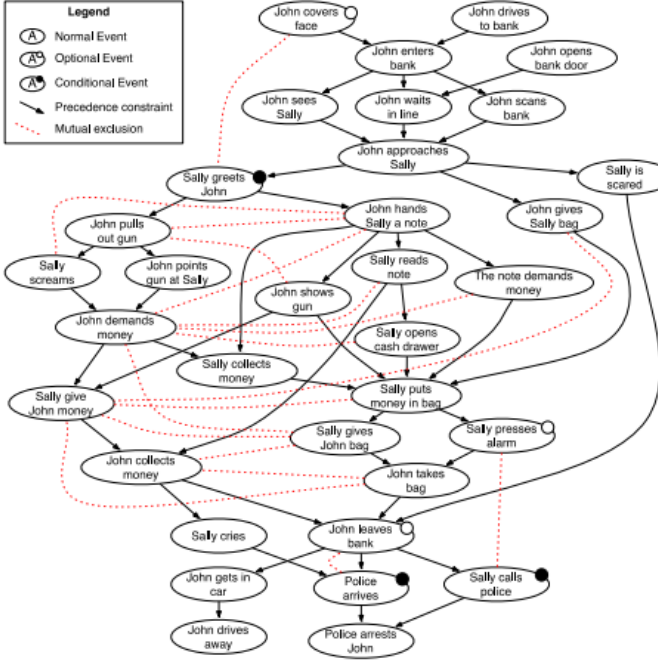 Legend
A Normal Event
A Optional Event
A Conditional Event
Precedence constraint
Mutual exclusion
John covers
face
John drives
to bank
John enters
bank
John opens
bank door
John sees
Sally
John waits
in line
John scans
bank
John approaches
Sally
Sally greets
John
Sally is
scared
John pulls
out gun
John hands
Sally a note
John gives
Sally bag
Sally
screams
John points
gun at Sally
Sally reads
note
The note demands
money
John shows
gun
John demands
money
Sally opens
cash drawer
Sally collects
money
Sally give
John money
Sally puts
money in bag
Sally gives
John bag
Sally presses
alarm
John collects
money
John takes
bag
Sally cries
John leaves
bank
John gets in
car
Police
arrives
Sally calls
police
John drives
away
Police arrests
John